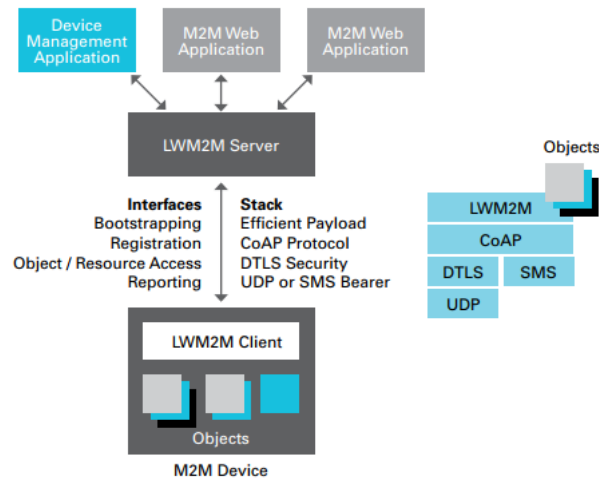 Device
Management
Application
M2M Web
Application
M2M Web
Application
LWM2M Server
Interfaces
Bootstrapping
Registration
Object / Resource Access
Reporting
Stack
Efficient Payload
CoAP Protocol
DTLS Security
UDP or SMS Bearer
LWM2M Client
Objects
M2M Device
Objects
LWM2M
CoAP
DTLS
SMS
UDP